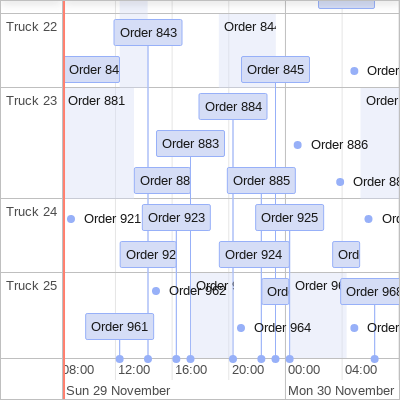 Truck 22
Order 843
Order 84
Order 84
Order 845
Order
Truck 23
Order 881
Order 884
Order
Order 883
Order 886
Order 88
Order 885
Order 88
Truck 24
Order 921
Order 923
Order 925
Or
Order 92
Order 924
Ord
Truck 25
Order 962
Order
Ord
Order 96
Order 968
Order 961
Order 964
Order
08:00
12:00
16:00
20:00
00:00
04:00
Sun 29 November
Mon 30 November